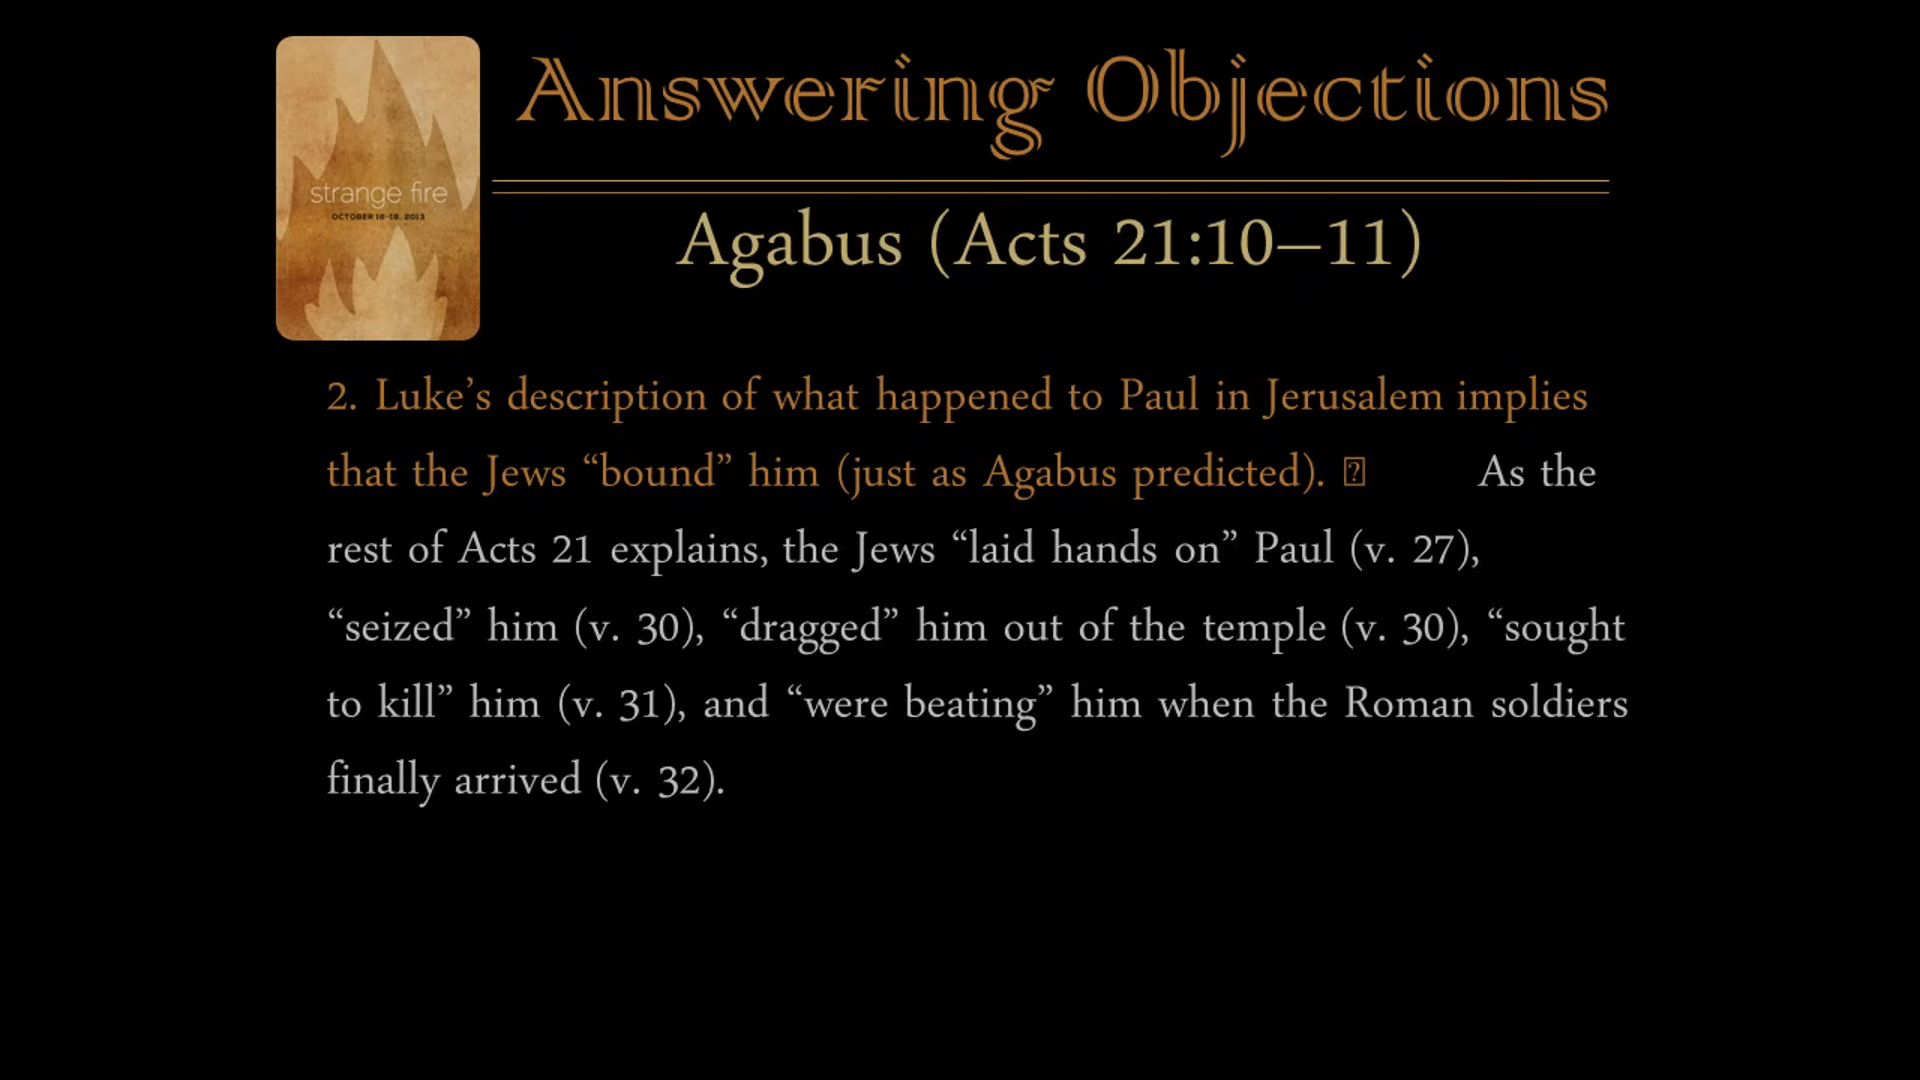 Answering Objections
strange fire
OCTOBER 16-18, 2013
Agabus (Acts 21:10–11)
2. Luke’s description of what happened to Paul in Jerusalem implies
that the Jews “bound” him (just as Agabus predicted). As the
rest of Acts 21 explains, the Jews “laid hands on” Paul (v. 27),
“seized” him (v. 30), “dragged” him out of the temple (v. 30), “sought
to kill” him (v. 31), and “were beating” him when the Roman soldiers
finally arrived (v. 32).